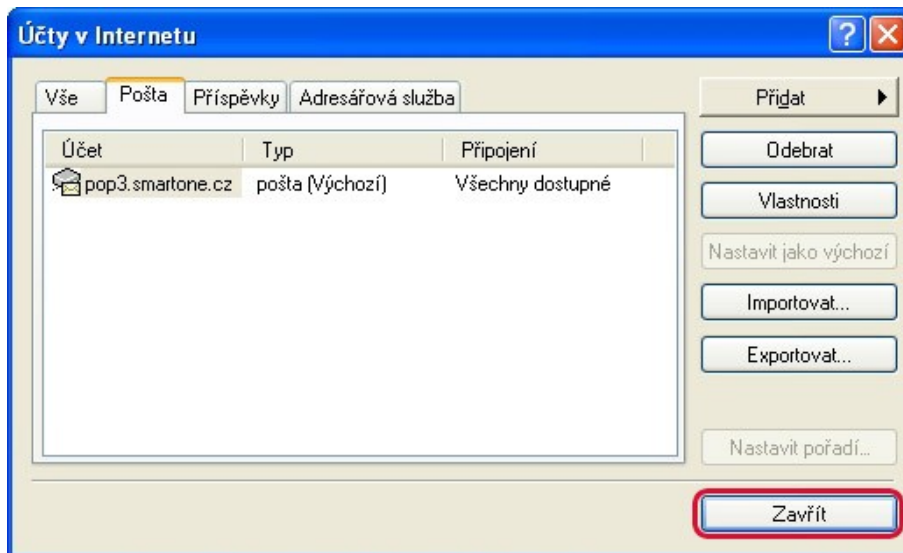 Účty v Internetu
Vše Pošta Příspěvky Adresářová služba
Účet Typ Připojení
pop3.smartone.cz pošta (Výchozí) Všechny dostupné
Přidat
Odebrat
Vlastnosti
Nastavit jako výchozí
Importovat...
Exportovat...
Nastavit pořadí...
Zavřít